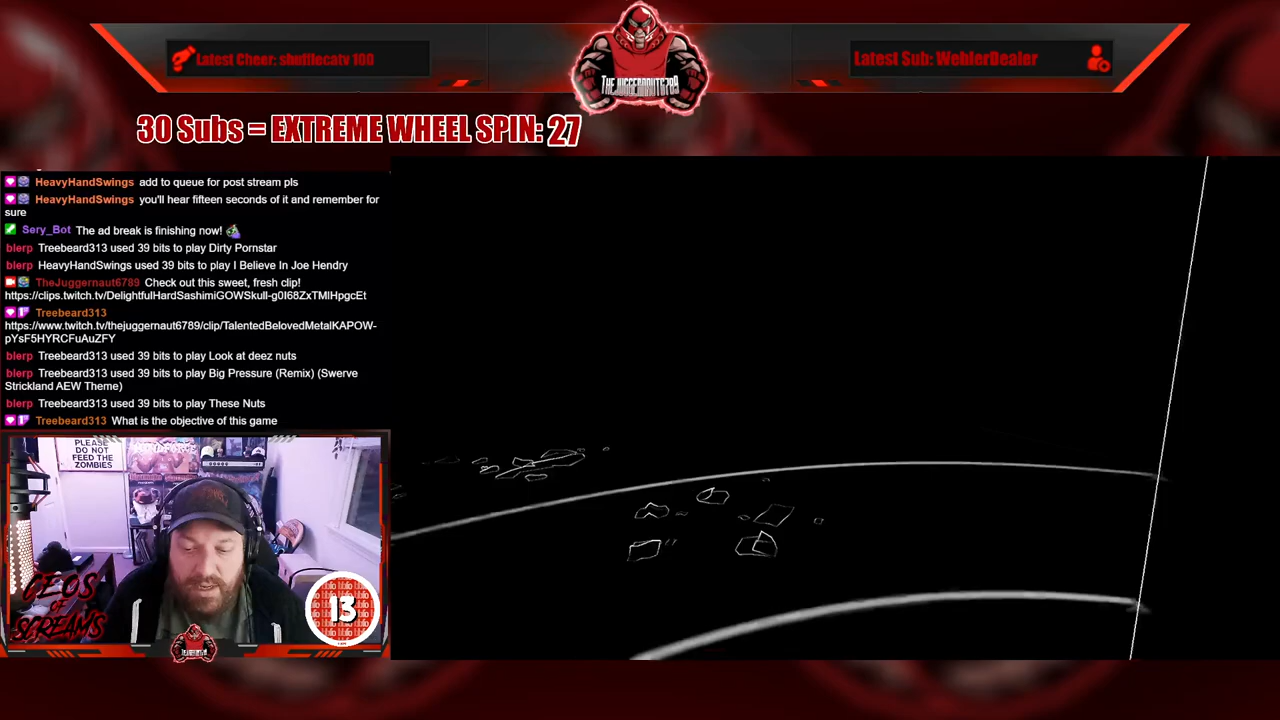 Latest Cheer: shufflecatv 100
Latest Sub: WehlerDealer
THEJUGGERNAUT6789
30 Subs = EXTREME WHEEL SPIN: 27
HeavyHandSwings add to queue for post stream pls
HeavyHandSwings you'll hear fifteen seconds of it and remember for
sure
Sery_Bot The ad break is finishing now!
blerp Treebeard313 used 39 bits to play Dirty Pornstar
blerp HeavyHandSwings used 39 bits to play I Believe In Joe Hendry
TheJuggernaut6789 Check out this sweet, fresh clip!
https://clips.twitch.tv/DelightfulHardSashimiGOWSkull-g0I68ZxTMIHpgcEt
Treebeard313
https://www.twitch.tv/thejuggernaut6789/clip/TalentedBelovedMetalKAPOW-
pYsF5HYRCFuAuZFY
blerp Treebeard313 used 39 bits to play Look at deez nuts
blerp Treebeard313 used 39 bits to play Big Pressure (Remix) (Swerve
Strickland AEW Theme)
blerp Treebeard313 used 39 bits to play These Nuts
Treebeard313 What is the objective of this game
PLEASE
DO NOT
FEED THE
ZOMBIES
CEOS
OF
SCREAMS
13